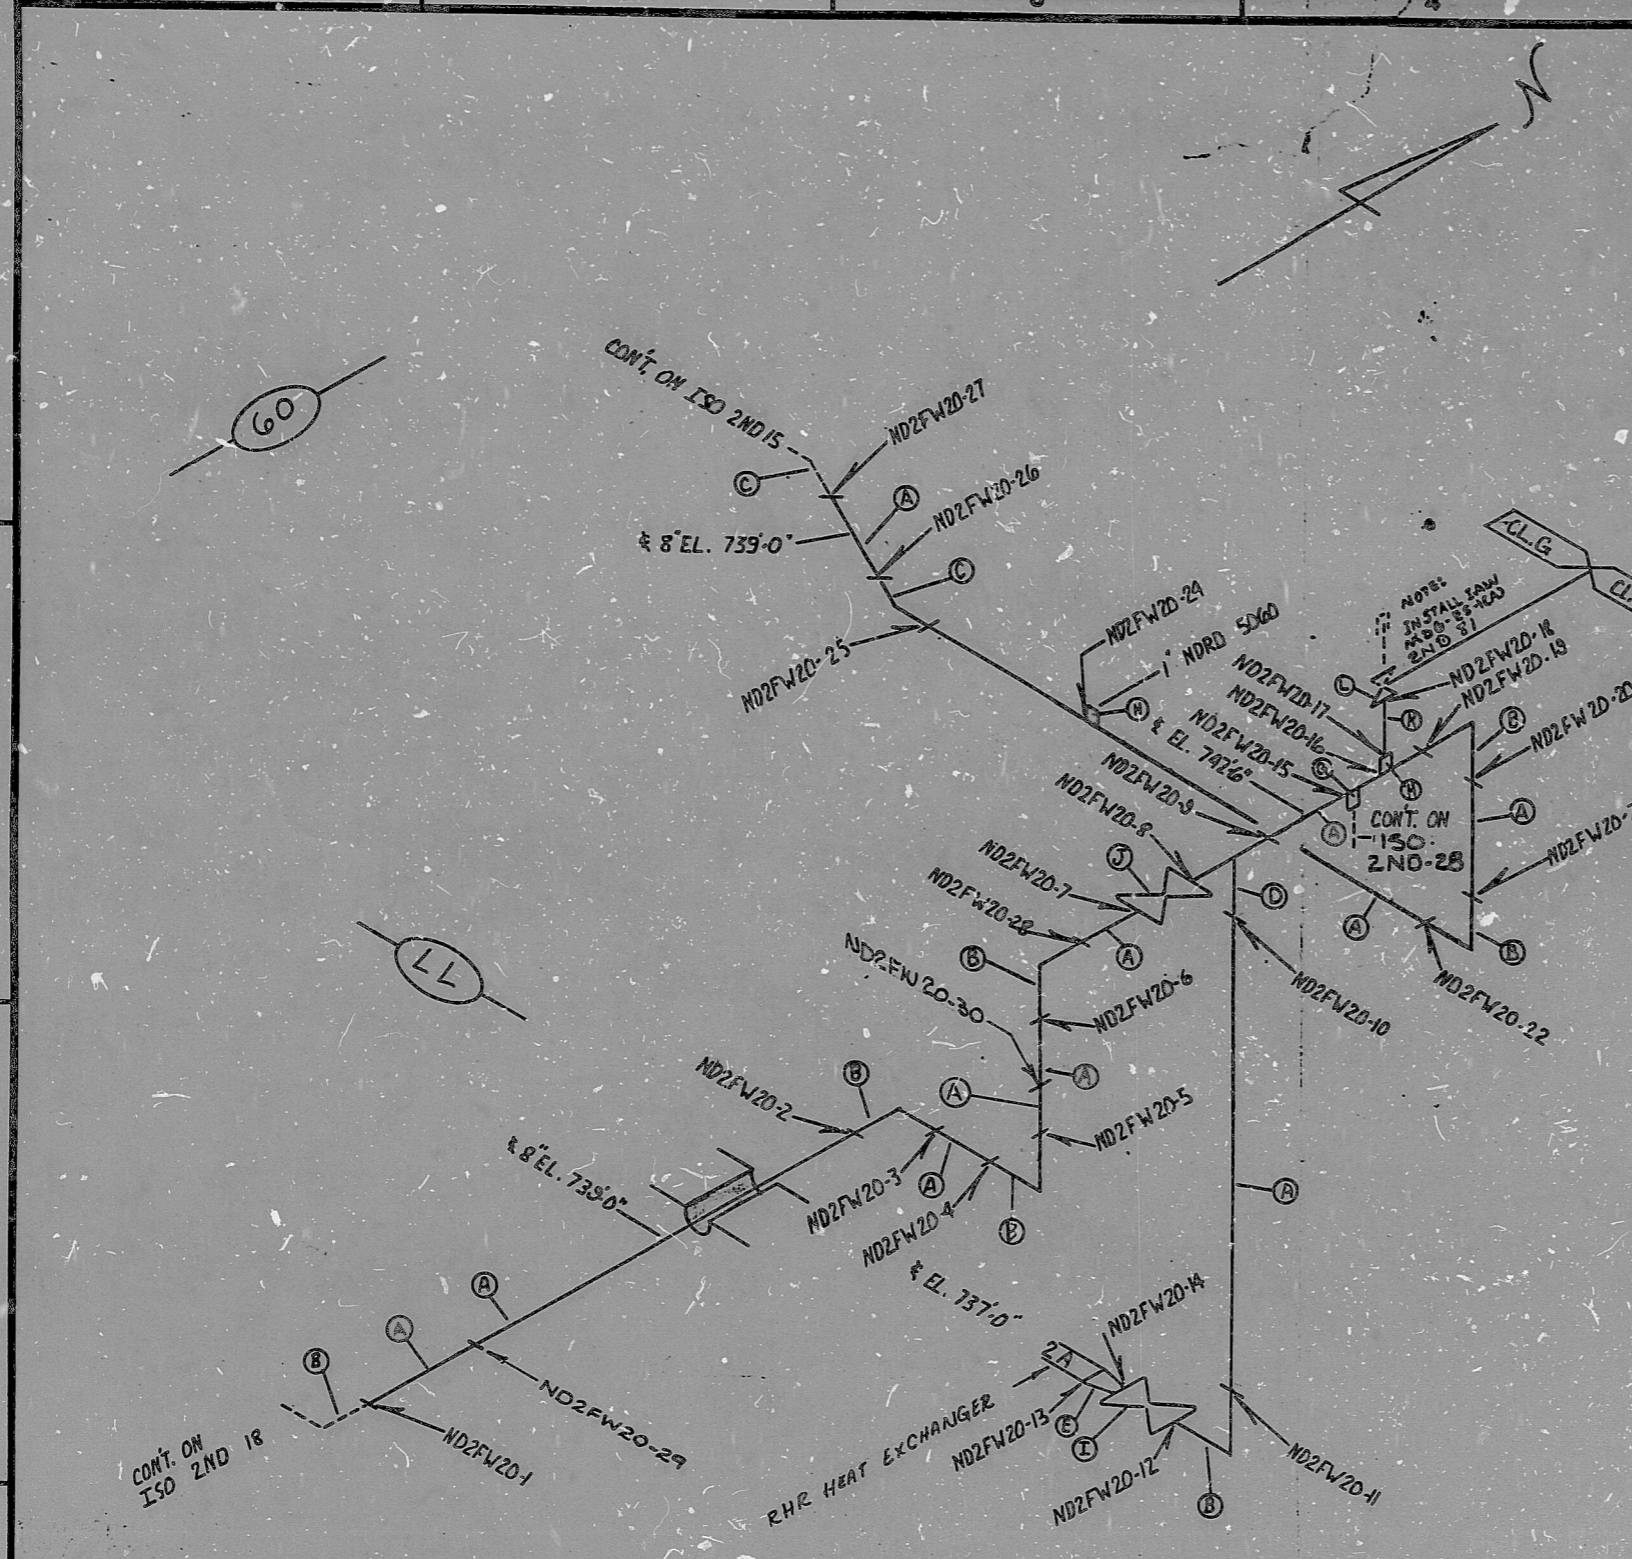 N
60
CON'T. ON ISO 2ND15
ND2FW20-27
C
A
ND2FW20-26
℄ 8" EL. 739'-0"
C
CL.G
ND2FW20-25
ND2FW20-24
1" NDRD 5060
H
NOTE:
INSTALL IAW
2ND 81
ND2FW20-18
ND2FW20-19
ND2FW20-17
ND2FW20-16
ND2FW20-15
℄ EL. 742'6"
ND2FW20-9
ND2FW20-8
K
G
H
B
ND2FW20-20
A
A
CONT. ON
ISO.
2ND-28
J
D
ND2FW20-7
ND2FW20-28
A
A
B
ND2FW20-22
B
ND2FW20-30
ND2FW20-6
ND2FW20-10
77
A
A
ND2FW20-5
B
ND2FW20-2
℄ 8" EL. 739'-0"
ND2FW20-3
A
ND2FW20-4
B
℄ EL. 737'-0"
A
A
A
B
ND2FW20-14
2A
RHR HEAT EXCHANGER
ND2FW20-13
E
I
ND2FW20-12
B
ND2FW20-11
ND2FW20-29
ND2FW20-1
CONT. ON
ISO 2ND 18